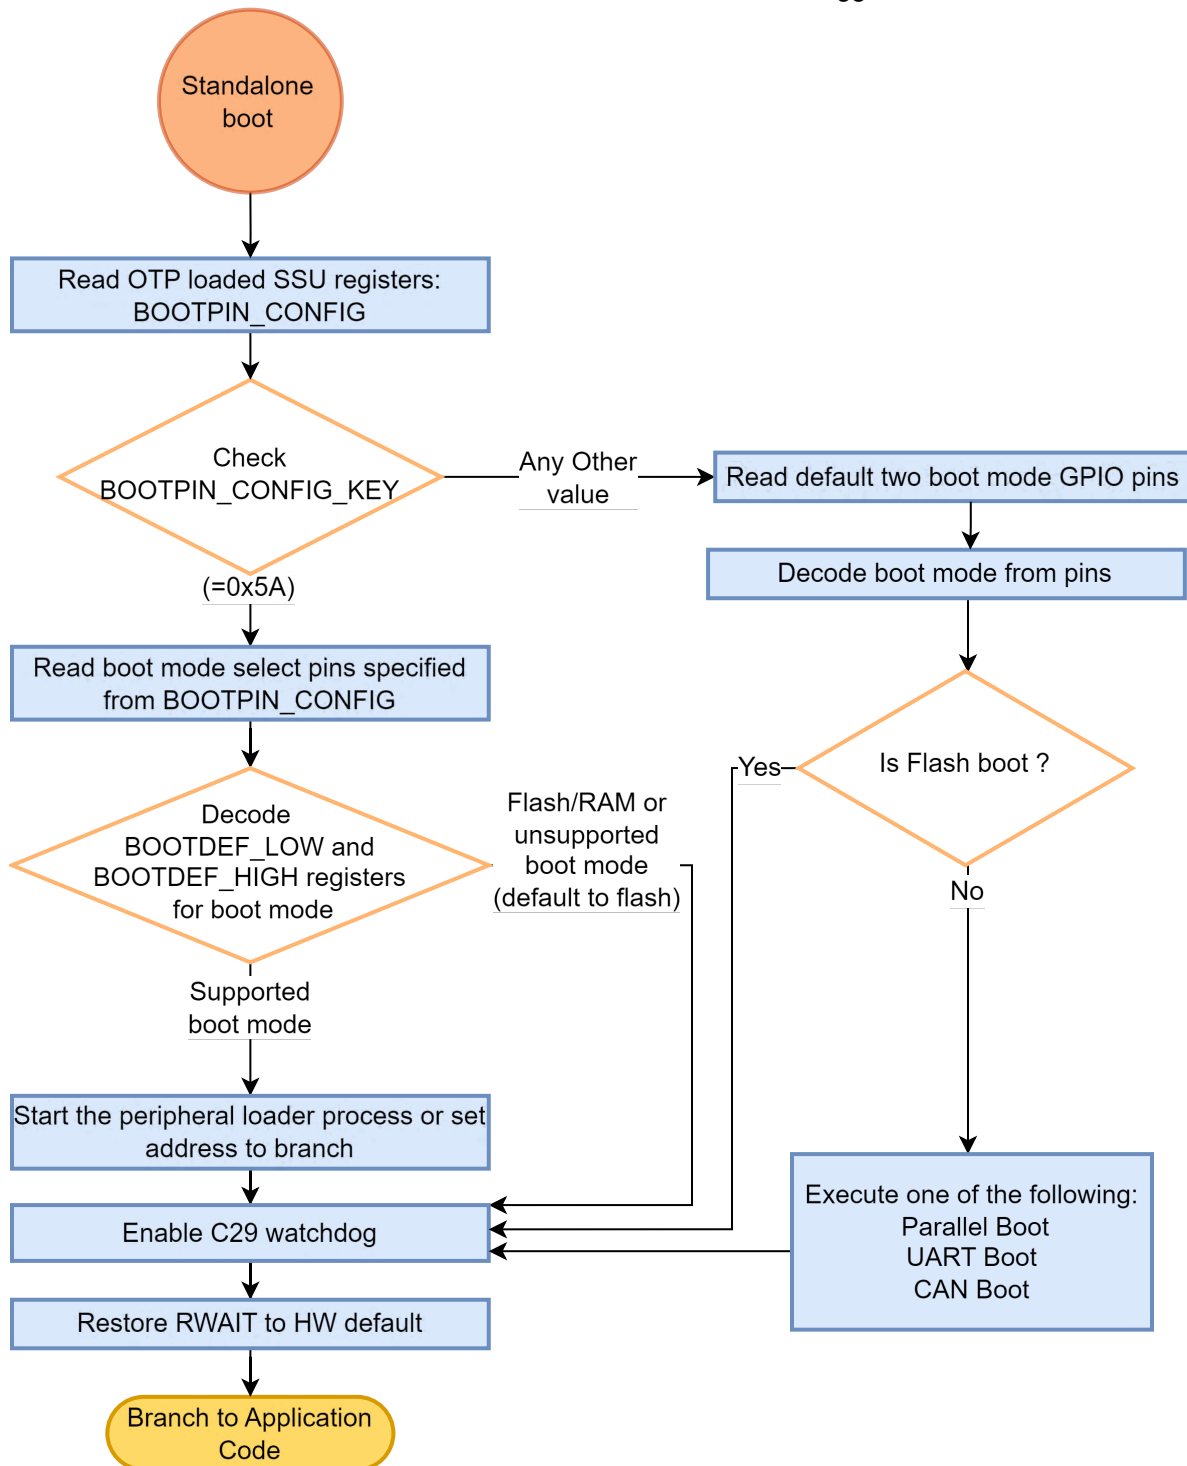 Standalone
boot
Read OTP loaded SSU registers:
BOOTPIN_CONFIG
Check
BOOTPIN_CONFIG_KEY
Any Other
value
Read default two boot mode GPIO pins
Decode boot mode from pins
(=0x5A)
Read boot mode select pins specified
from BOOTPIN_CONFIG
Is Flash boot ?
Yes
No
Decode
BOOTDEF_LOW and
BOOTDEF_HIGH registers
for boot mode
Flash/RAM or
unsupported
boot mode
(default to flash)
Supported
boot mode
Start the peripheral loader process or set
address to branch
Execute one of the following:
Parallel Boot
UART Boot
CAN Boot
Enable C29 watchdog
Restore RWAIT to HW default
Branch to Application
Code